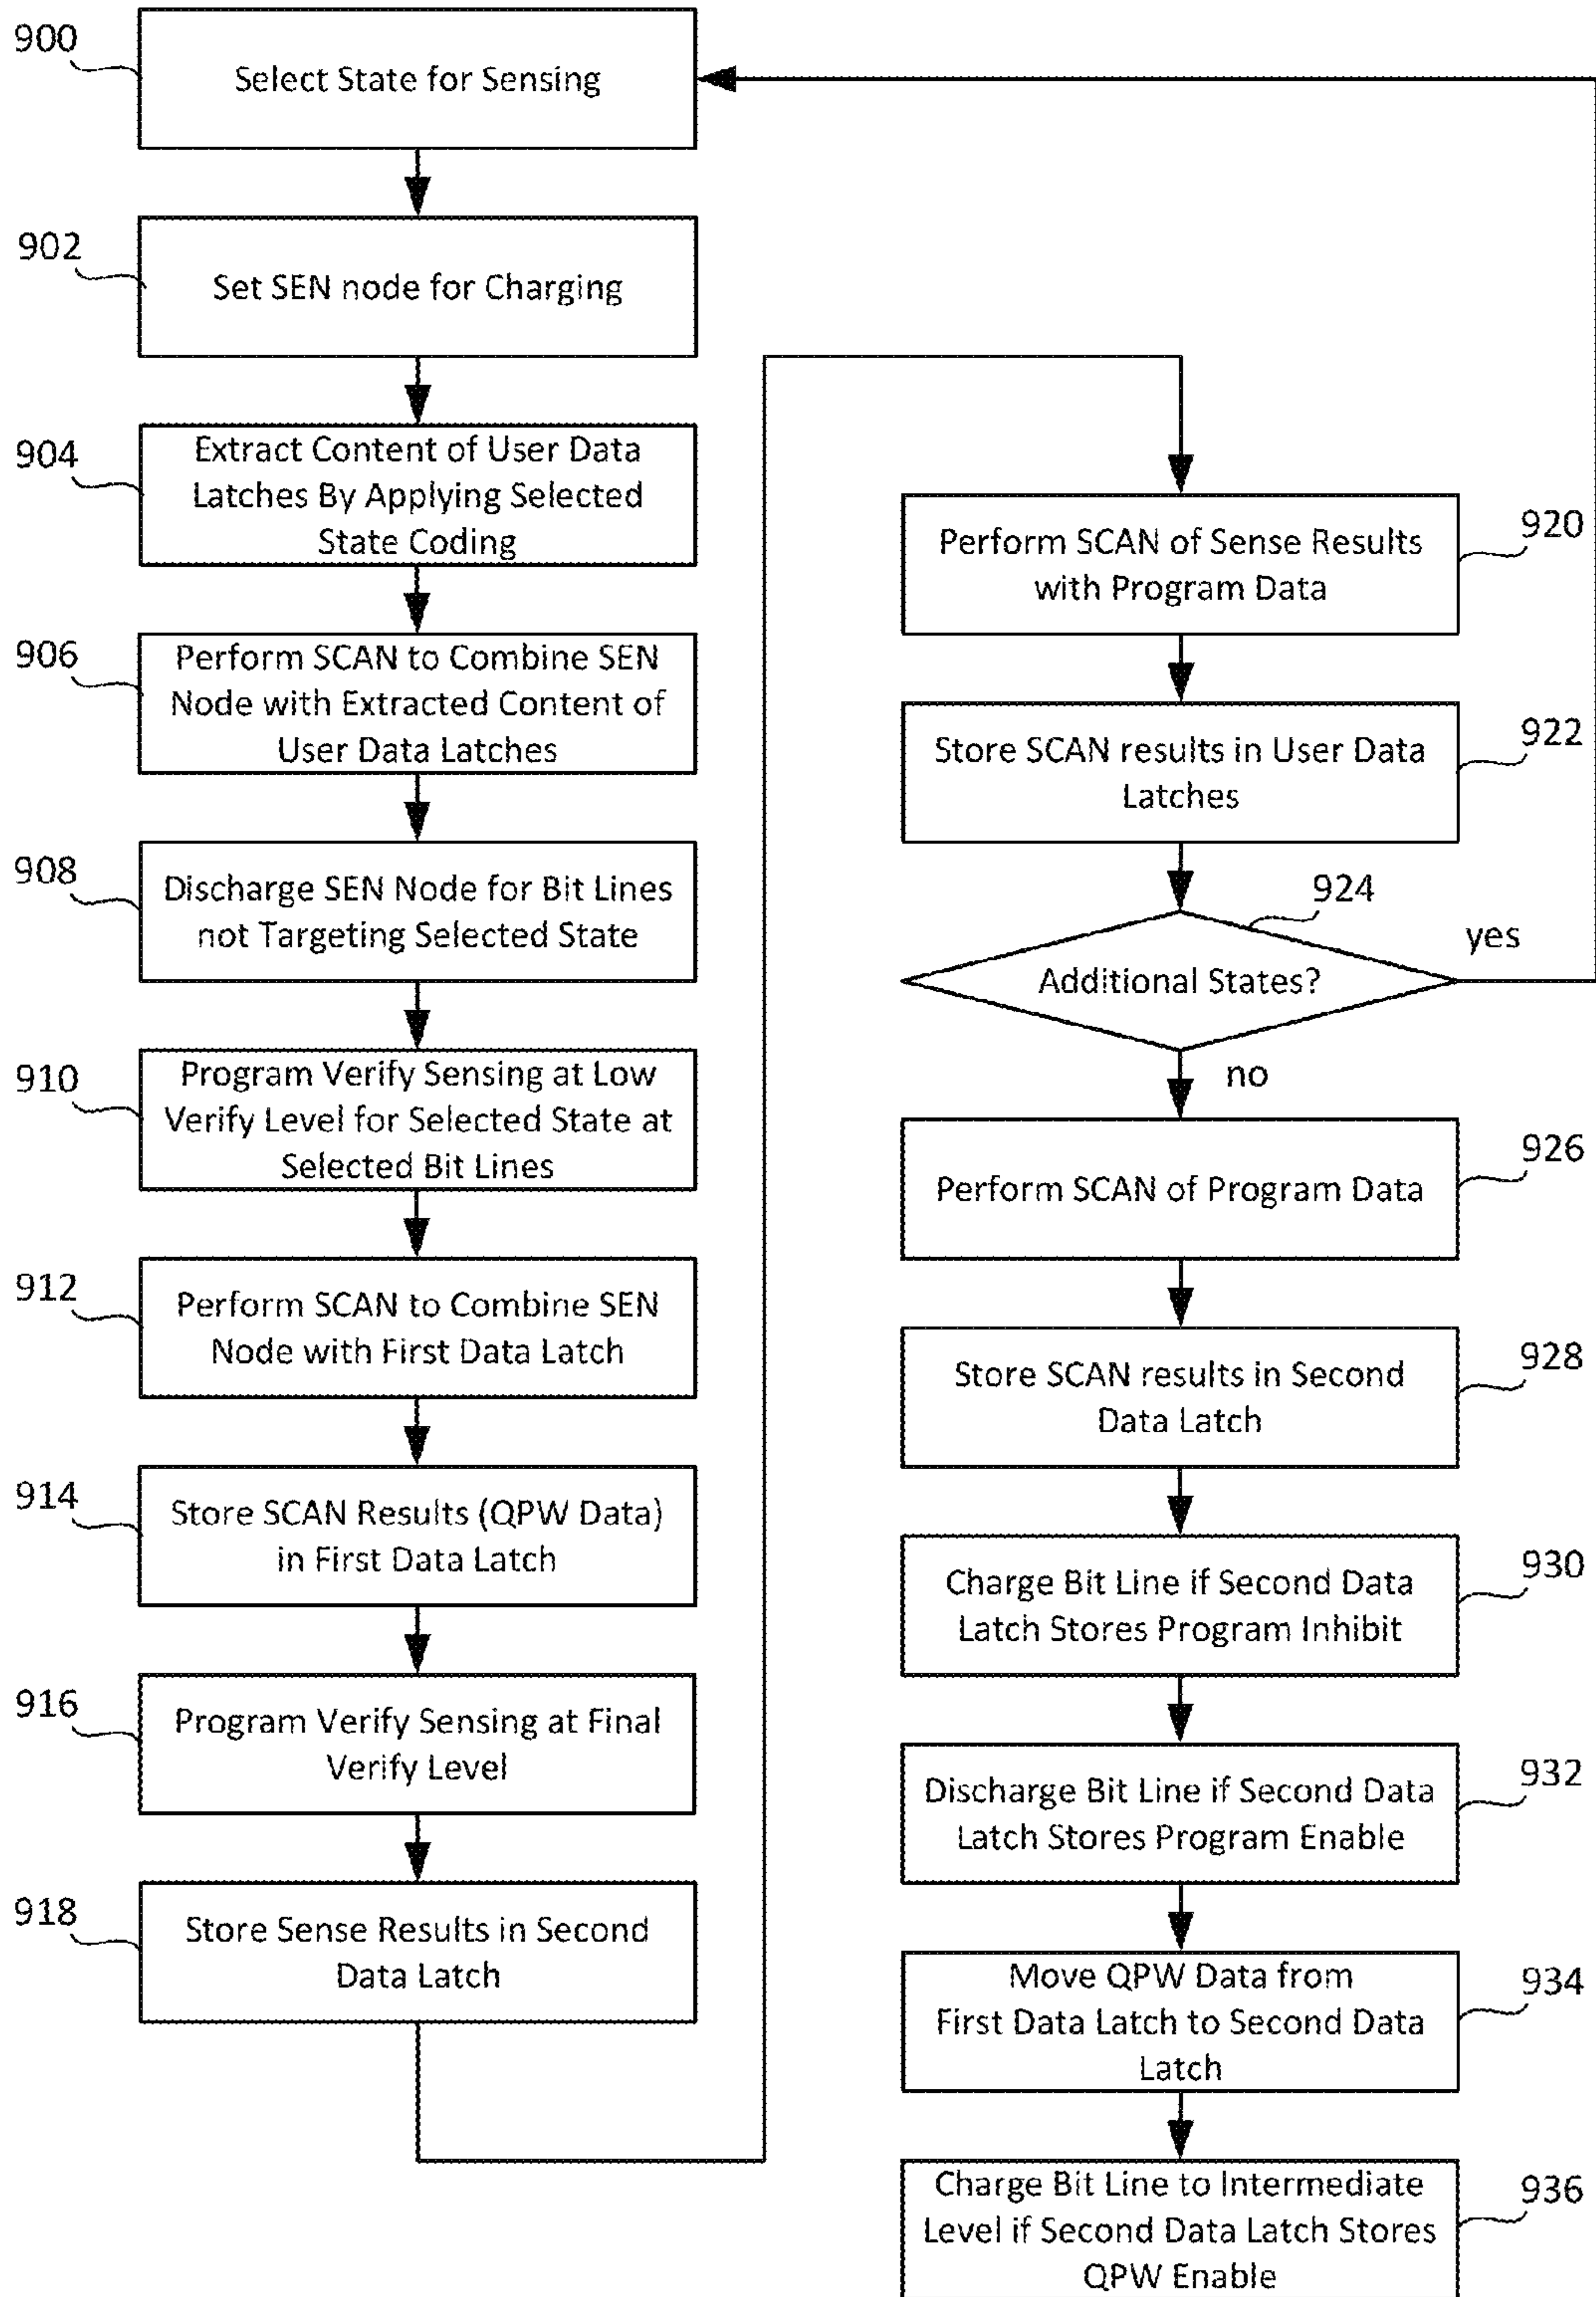 900
Select State for Sensing
902
Set SEN node for Charging
904
Extract Content of User Data
Latches By Applying Selected
State Coding
906
Perform SCAN to Combine SEN
Node with Extracted Content of
User Data Latches
908
Discharge SEN Node for Bit Lines
not Targeting Selected State
910
Program Verify Sensing at Low
Verify Level for Selected State at
Selected Bit Lines
912
Perform SCAN to Combine SEN
Node with First Data Latch
914
Store SCAN Results (QPW Data)
in First Data Latch
916
Program Verify Sensing at Final
Verify Level
918
Store Sense Results in Second
Data Latch
920
Perform SCAN of Sense Results
with Program Data
922
Store SCAN results in User Data
Latches
924
Additional States?
yes
no
926
Perform SCAN of Program Data
928
Store SCAN results in Second
Data Latch
930
Charge Bit Line if Second Data
Latch Stores Program Inhibit
932
Discharge Bit Line if Second Data
Latch Stores Program Enable
934
Move QPW Data from
First Data Latch to Second Data
Latch
936
Charge Bit Line to Intermediate
Level if Second Data Latch Stores
QPW Enable